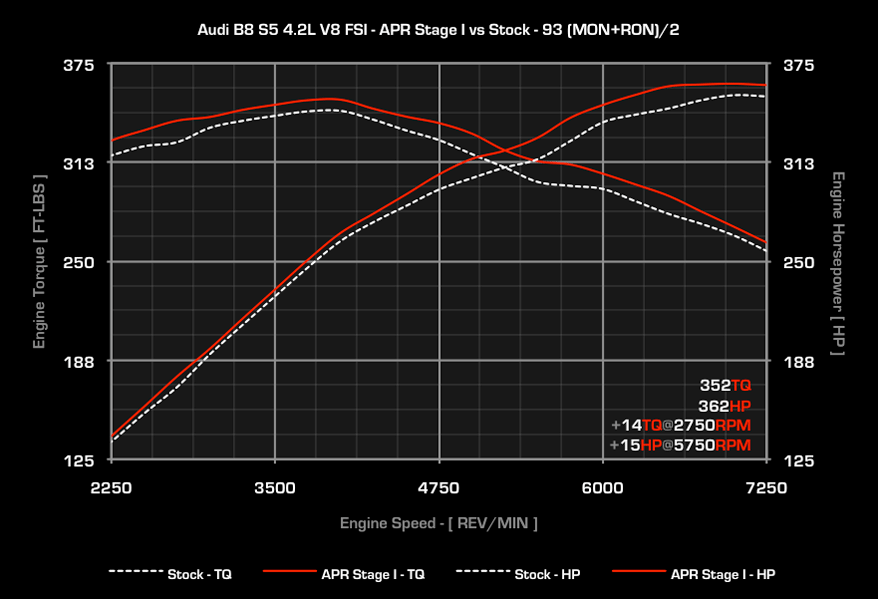 Audi B8 S5 4.2L V8 FSI - APR Stage I vs Stock - 93 (MON+RON)/2
375
375
313
313
250
250
188
188
125
125
Engine Torque [ FT-LBS ]
Engine Horsepower [ HP ]
352TQ
362HP
+14TQ@2750RPM
+15HP@5750RPM
2250 3500 4750 6000 7250
Engine Speed - [ REV/MIN ]
Stock - TQ APR Stage I - TQ Stock - HP APR Stage I - HP